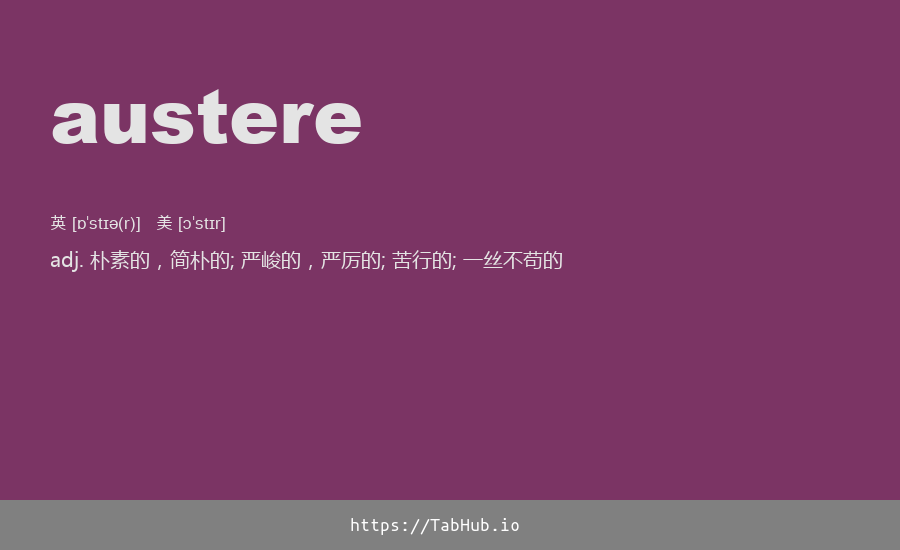 austere
英 [ɒˈstɪə(r)] 美 [ɔˈstɪr]
adj. 朴素的，简朴的; 严峻的，严厉的; 苦行的; 一丝不苟的
https://TabHub.io